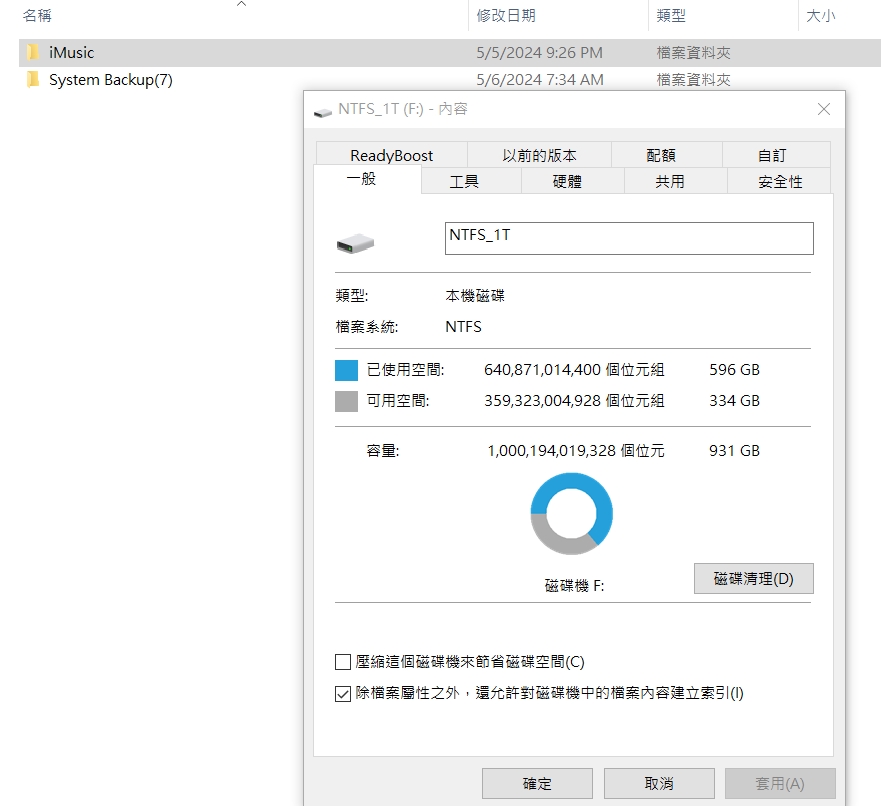 名稱 修改日期 類型 大小
iMusic 5/5/2024 9:26 PM 檔案資料夾
System Backup(7) 5/6/2024 7:34 AM 檔案資料夾
NTFS_1T (F:) - 內容
ReadyBoost 以前的版本 配額 自訂
一般 工具 硬體 共用 安全性
NTFS_1T
類型: 本機磁碟
檔案系統: NTFS
已使用空間: 640,871,014,400 個位元組 596 GB
可用空間: 359,323,004,928 個位元組 334 GB
容量: 1,000,194,019,328 個位元 931 GB
磁碟機 F:
磁碟清理(D)
壓縮這個磁碟機來節省磁碟空間(C)
除檔案屬性之外，還允許對磁碟機中的檔案內容建立索引(I)
確定 取消 套用(A)